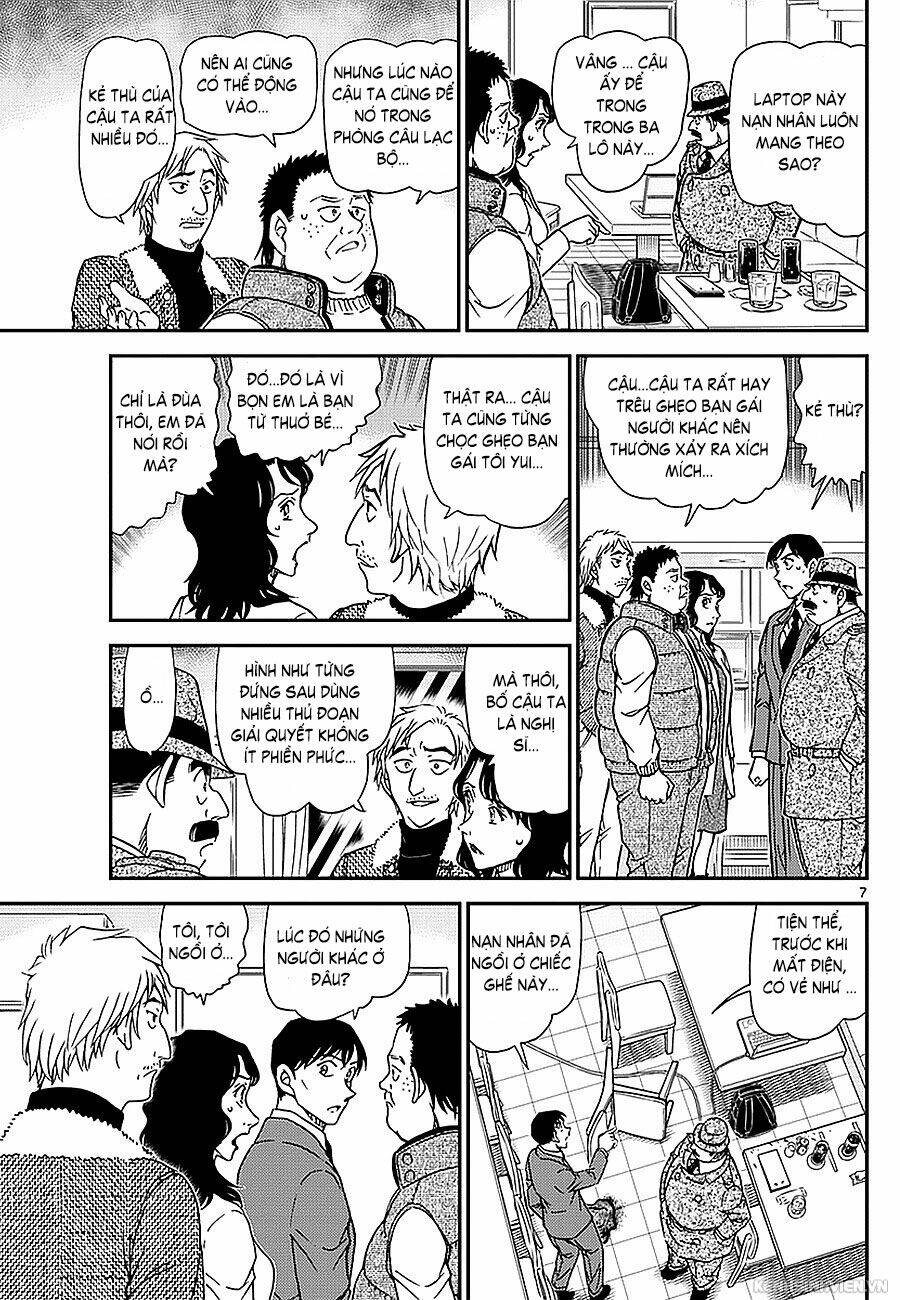 LAPTOP NÀY
NẠN NHÂN LUÔN
MANG THEO
SAO?
VÂNG ... CẬU
ẤY ĐỂ
TRONG
TRONG BA
LÔ NÀY...
NHƯNG LÚC NÀO
CẬU TA CŨNG ĐỂ
NÓ TRONG
PHÒNG CÂU LẠC
BỘ...
NÊN AI CŨNG
CÓ THỂ ĐỘNG
VÀO...
KẺ THÙ CỦA
CẬU TA RẤT
NHIỀU ĐÓ...
KẺ THÙ?
CẬU...CẬU TA RẤT HAY
TRÊU GHẸO BẠN GÁI
NGƯỜI KHÁC NÊN
THƯỜNG XẢY RA XÍCH
MÍCH...
THẬT RA... CẬU
TA CŨNG TỪNG
CHỌC GHẸO BẠN
GÁI TÔI YUI...
ĐÓ...ĐÓ LÀ VÌ
BỌN EM LÀ BẠN
TỪ THUỞ BÉ...
CHỈ LÀ ĐÙA
THÔI, EM ĐÃ
NÓI RỒI
MÀ?
MÀ THÔI,
BỐ CẬU TA
LÀ NGHỊ
SĨ...
HÌNH NHƯ TỪNG
ĐỨNG SAU DÙNG
NHIỀU THỦ ĐOẠN
GIẢI QUYẾT KHÔNG
ÍT PHIỀN PHỨC...
Ồ...
7
TIỆN THỂ,
TRƯỚC KHI
MẤT ĐIỆN,
CÓ VẺ NHƯ ...
NẠN NHÂN ĐÃ
NGỒI Ở CHIẾC
GHẾ NÀY...
LÚC ĐÓ NHỮNG
NGƯỜI KHÁC Ở
ĐÂU?
TÔI, TÔI
NGỒI Ở...